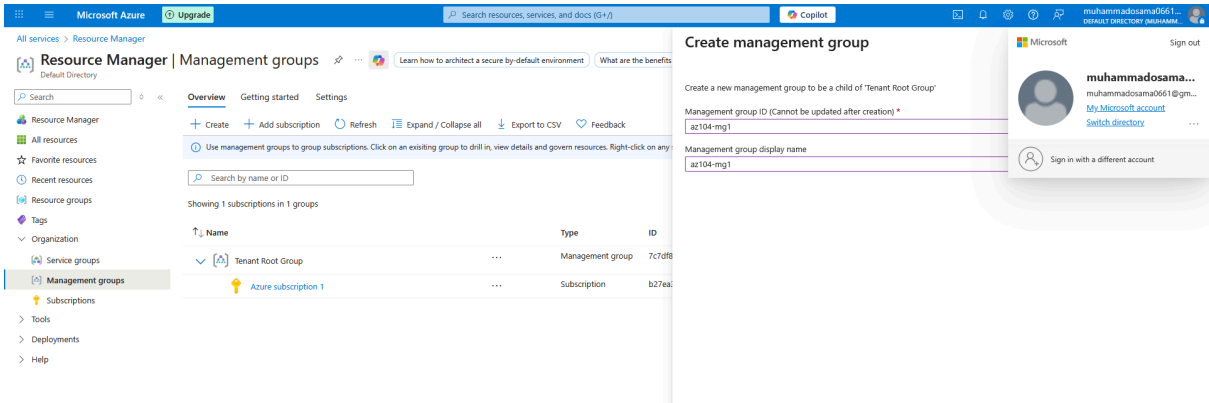 Microsoft Azure
Upgrade
Search resources, services, and docs (G+/)
Copilot
muhammadosama0661...
DEFAULT DIRECTORY (MUHAMM...
All services > Resource Manager
Resource Manager | Management groups
Default Directory
Learn how to architect a secure by-default environment
What are the benefits
Search
Resource Manager
All resources
Favorite resources
Recent resources
Resource groups
Tags
Organization
Service groups
Management groups
Subscriptions
Tools
Deployments
Help
Overview Getting started Settings
Create Add subscription Refresh Expand / Collapse all Export to CSV Feedback
Use management groups to group subscriptions. Click on an exisiting group to drill in, view details and govern resources. Right-click on any
Search by name or ID
Showing 1 subscriptions in 1 groups
Name Type ID
Tenant Root Group ... Management group 7c7df8
Azure subscription 1 ... Subscription b27ea3
Create management group
Create a new management group to be a child of 'Tenant Root Group'
Management group ID (Cannot be updated after creation) *
az104-mg1
Management group display name
az104-mg1
Microsoft Sign out
muhammadosama...
muhammadosama0661@gm...
My Microsoft account
Switch directory ...
Sign in with a different account